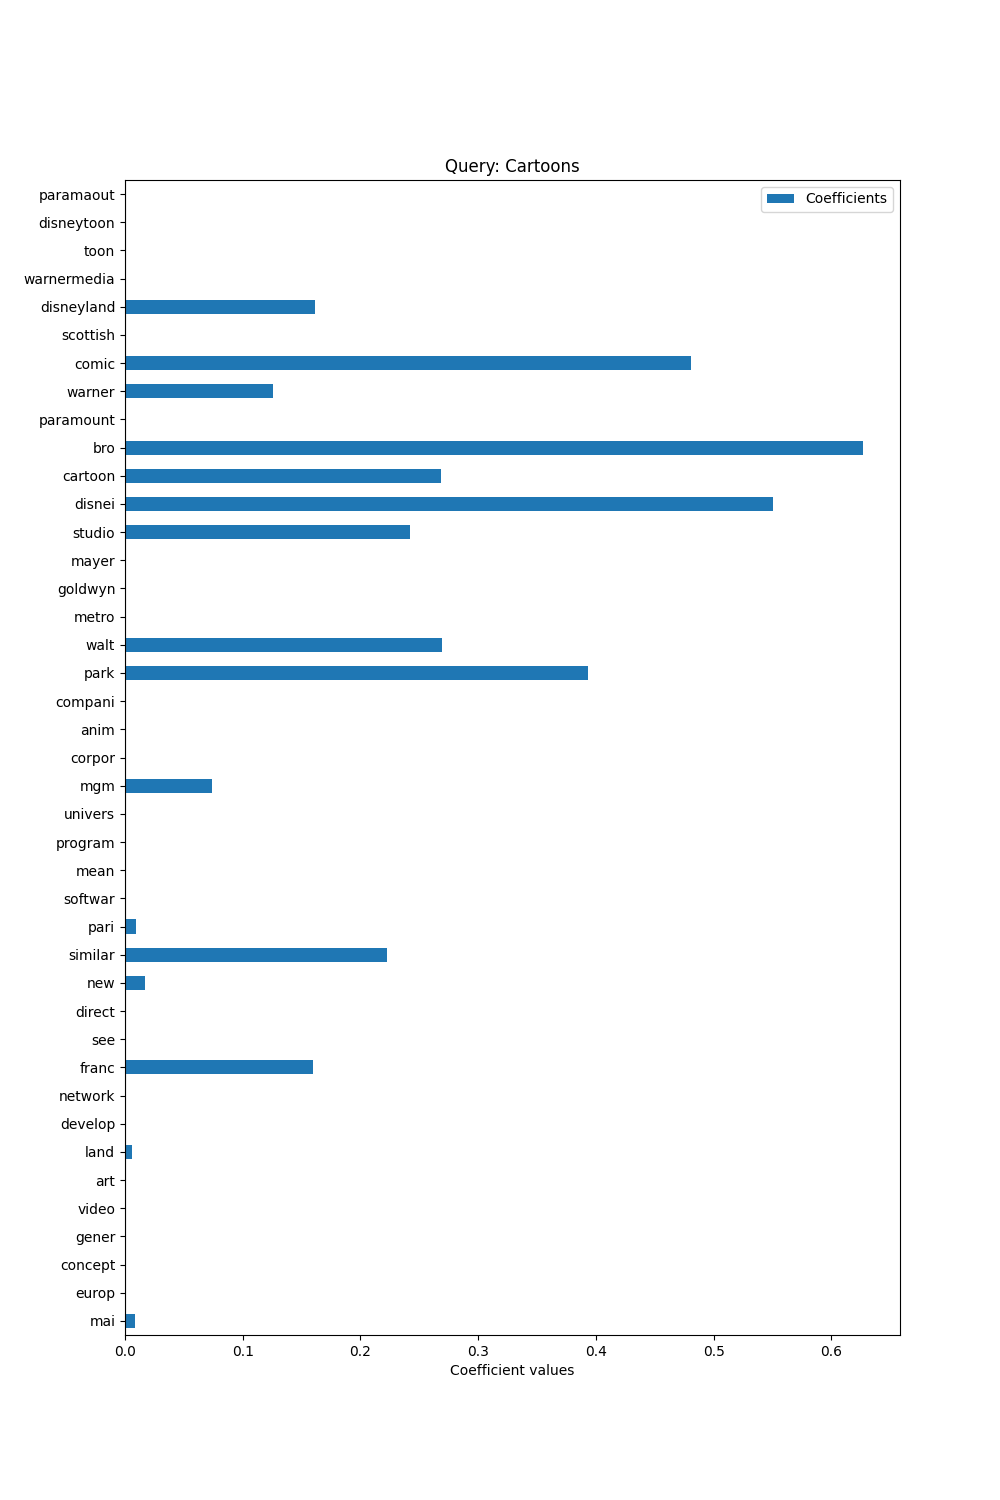 Query: Cartoons
Coefficients
paramaout
disneytoon
toon
warnermedia
disneyland
scottish
comic
warner
paramount
bro
cartoon
disnei
studio
mayer
goldwyn
metro
walt
park
compani
anim
corpor
mgm
univers
program
mean
softwar
pari
similar
new
direct
see
franc
network
develop
land
art
video
gener
concept
europ
mai
0.0 0.1 0.2 0.3 0.4 0.5 0.6
Coefficient values